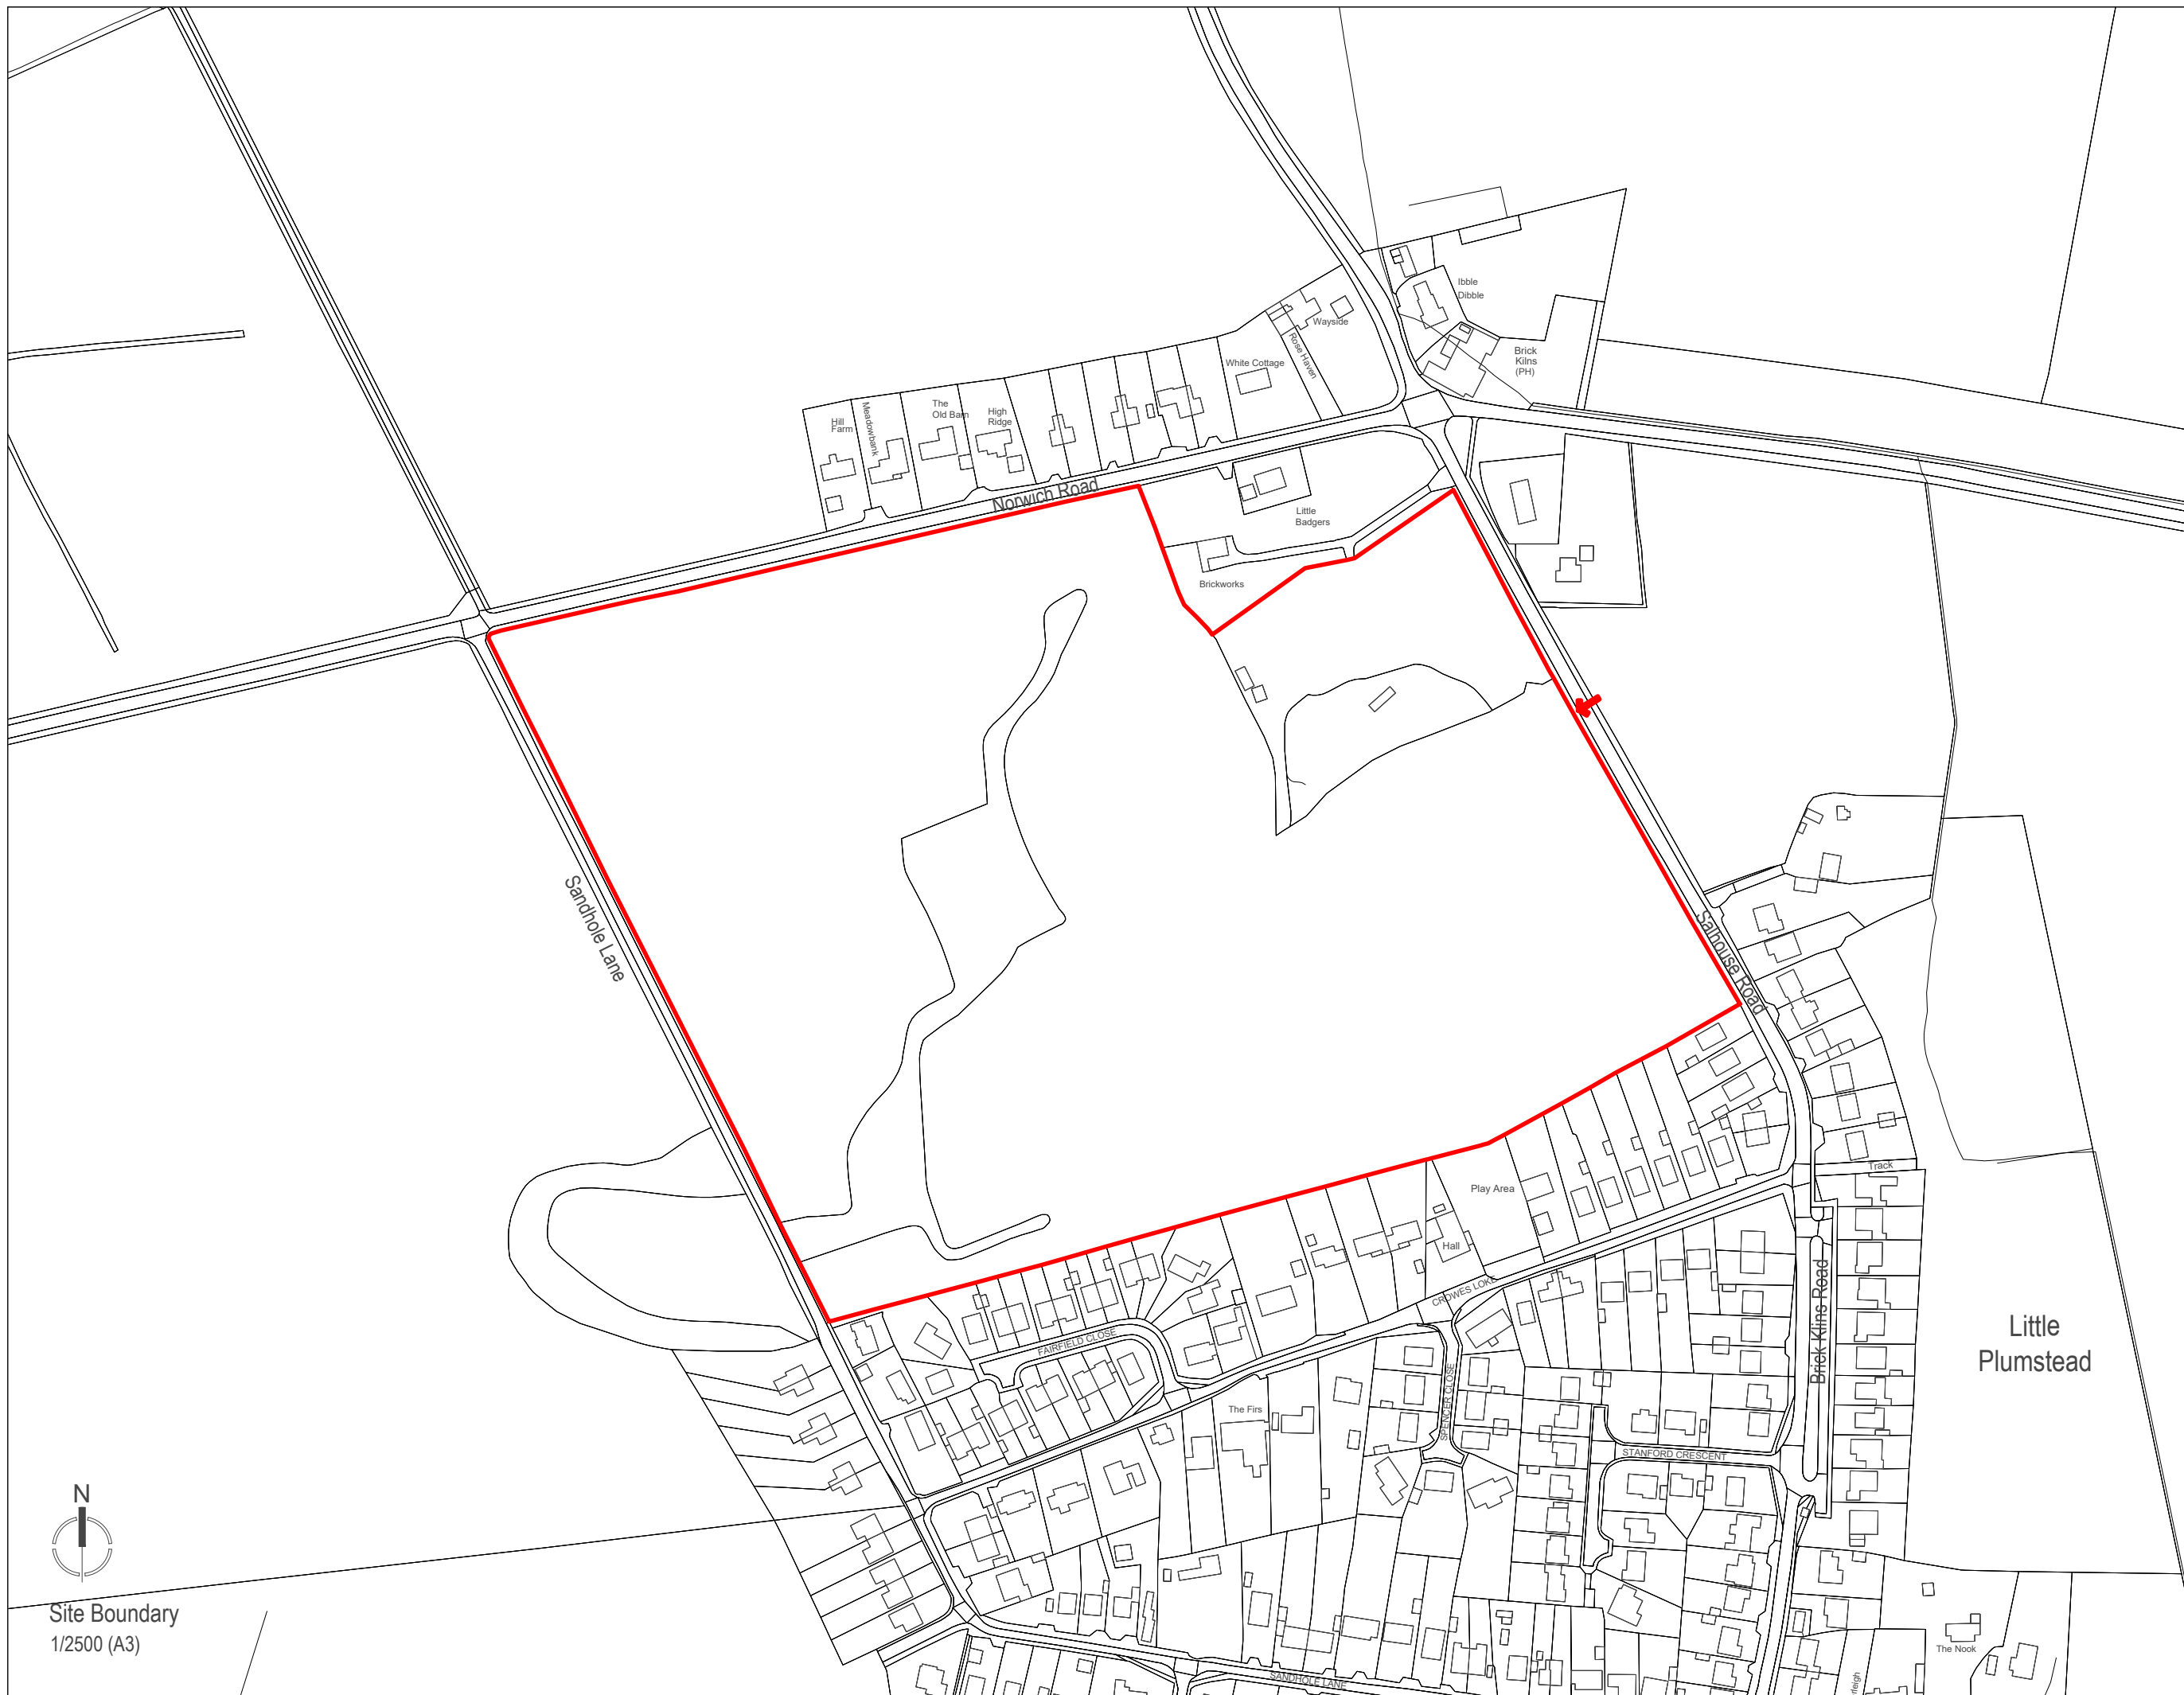 Ibble
Dibble
Wayside
Rose Haven
White Cottage
Brick
Kilns
(PH)
The
Old Barn
High
Ridge
Meadowbank
Hill
Farm
Norwich Road
Little
Badgers
Brickworks
Sandhole Lane
Salhouse Road
Track
Play Area
Hall
CROWES LOKE
FAIRFIELD CLOSE
Brick Kilns Road
Little
Plumstead
The Firs
SPENCER CLOSE
STANFORD CRESCENT
N
Site Boundary
1/2500 (A3)
The Nook
SANDHOLE LANE